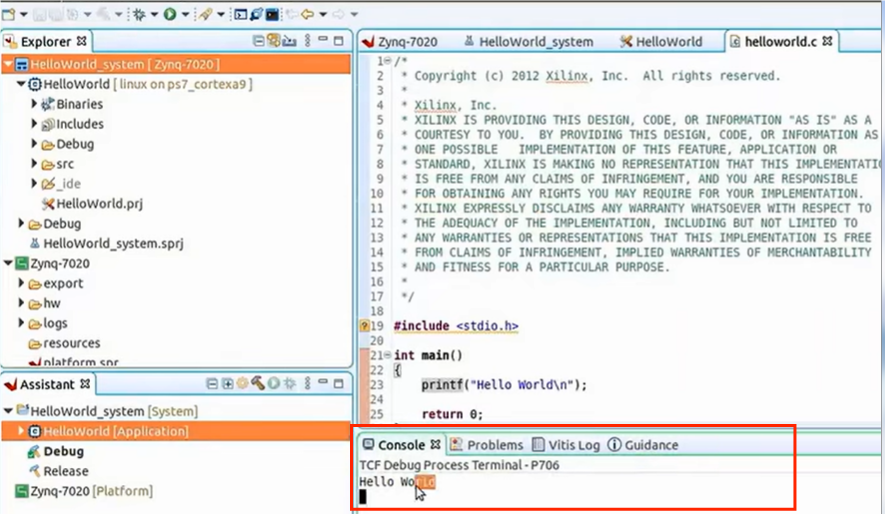 Explorer
HelloWorld_system [ Zynq-7020 ]
HelloWorld [ linux on ps7_cortexa9 ]
Binaries
Includes
Debug
src
_ide
HelloWorld.prj
Debug
HelloWorld_system.sprj
Zynq-7020
export
hw
logs
resources
platform.spr
Assistant
HelloWorld_system [System]
HelloWorld [Application]
Debug
Release
Zynq-7020 [Platform]
Zynq-7020 HelloWorld_system HelloWorld helloworld.c
1 /*
2 * Copyright (c) 2012 Xilinx, Inc. All rights reserved.
3 *
4 * Xilinx, Inc.
5 * XILINX IS PROVIDING THIS DESIGN, CODE, OR INFORMATION "AS IS" AS A
6 * COURTESY TO YOU. BY PROVIDING THIS DESIGN, CODE, OR INFORMATION AS
7 * ONE POSSIBLE IMPLEMENTATION OF THIS FEATURE, APPLICATION OR
8 * STANDARD, XILINX IS MAKING NO REPRESENTATION THAT THIS IMPLEMENTATIO
9 * IS FREE FROM ANY CLAIMS OF INFRINGEMENT, AND YOU ARE RESPONSIBLE
10 * FOR OBTAINING ANY RIGHTS YOU MAY REQUIRE FOR YOUR IMPLEMENTATION.
11 * XILINX EXPRESSLY DISCLAIMS ANY WARRANTY WHATSOEVER WITH RESPECT TO
12 * THE ADEQUACY OF THE IMPLEMENTATION, INCLUDING BUT NOT LIMITED TO
13 * ANY WARRANTIES OR REPRESENTATIONS THAT THIS IMPLEMENTATION IS FREE
14 * FROM CLAIMS OF INFRINGEMENT, IMPLIED WARRANTIES OF MERCHANTABILITY
15 * AND FITNESS FOR A PARTICULAR PURPOSE.
16 *
17 */
18
19 #include <stdio.h>
20
21 int main()
22 {
23 printf("Hello World\n");
24
25 return 0;
Console Problems Vitis Log Guidance
TCF Debug Process Terminal - P706
Hello World